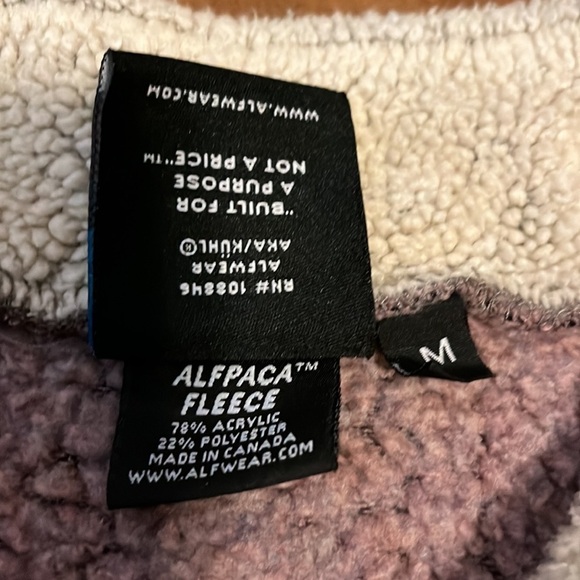 RN# 108846
ALFWEAR
AKA/KÜHL®
"BUILT FOR
A PURPOSE
NOT A PRICE"™
WWW.ALFWEAR.COM
ALFPACA™
FLEECE
78% ACRYLIC
22% POLYESTER
MADE IN CANADA
WWW.ALFWEAR.COM
M